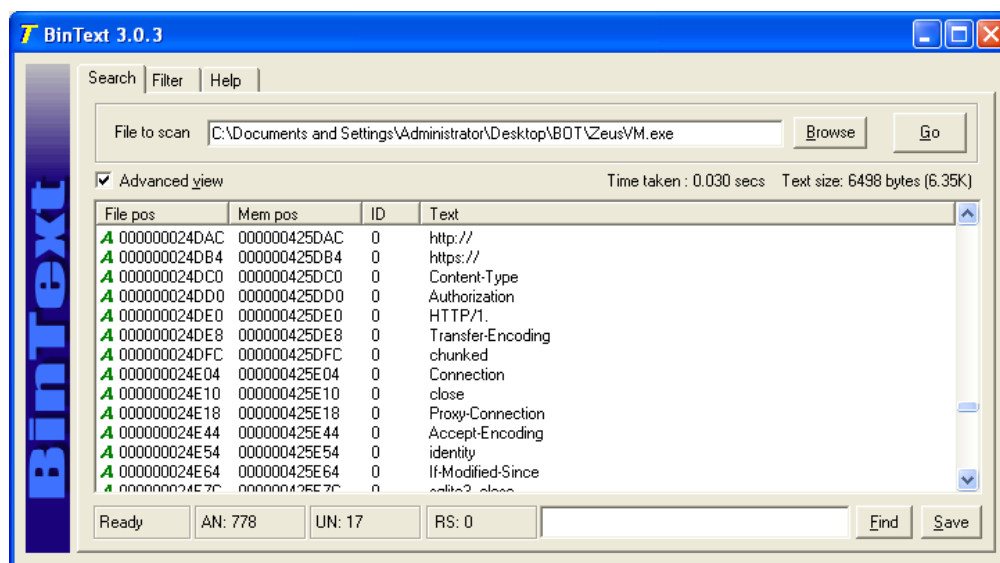 BinText 3.0.3
Search Filter Help
File to scan C:\Documents and Settings\Administrator\Desktop\BOT\ZeusVM.exe Browse Go
Advanced view Time taken : 0.030 secs Text size: 6498 bytes (6.35K)
File pos Mem pos ID Text
A 000000024DAC 000000425DAC 0 http://
A 000000024DB4 000000425DB4 0 https://
A 000000024DC0 000000425DC0 0 Content-Type
A 000000024DD0 000000425DD0 0 Authorization
A 000000024DE0 000000425DE0 0 HTTP/1.
A 000000024DE8 000000425DE8 0 Transfer-Encoding
A 000000024DFC 000000425DFC 0 chunked
A 000000024E04 000000425E04 0 Connection
A 000000024E10 000000425E10 0 close
A 000000024E18 000000425E18 0 Proxy-Connection
A 000000024E44 000000425E44 0 Accept-Encoding
A 000000024E54 000000425E54 0 identity
A 000000024E64 000000425E64 0 If-Modified-Since
A 000000024E7C 000000425E7C 0 sqlite3_close
Ready AN: 778 UN: 17 RS: 0 Find Save
BinText